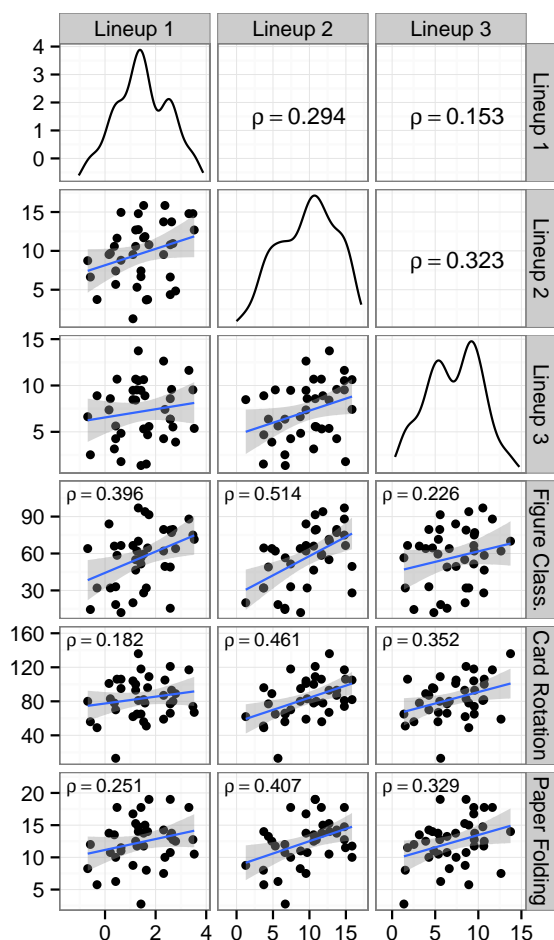 Lineup 1 Lineup 2 Lineup 3
4
3
2
1
0
ρ = 0.294 ρ = 0.153
Lineup 1
15
10
5
ρ = 0.323
Lineup 2
15
10
5
Lineup 3
90
60
30
ρ = 0.396 ρ = 0.514 ρ = 0.226
Figure Class.
160
120
80
40
ρ = 0.182 ρ = 0.461 ρ = 0.352
Card Rotation
20
15
10
5
ρ = 0.251 ρ = 0.407 ρ = 0.329
Paper Folding
0 2 4 0 5 10 15 0 5 10 15